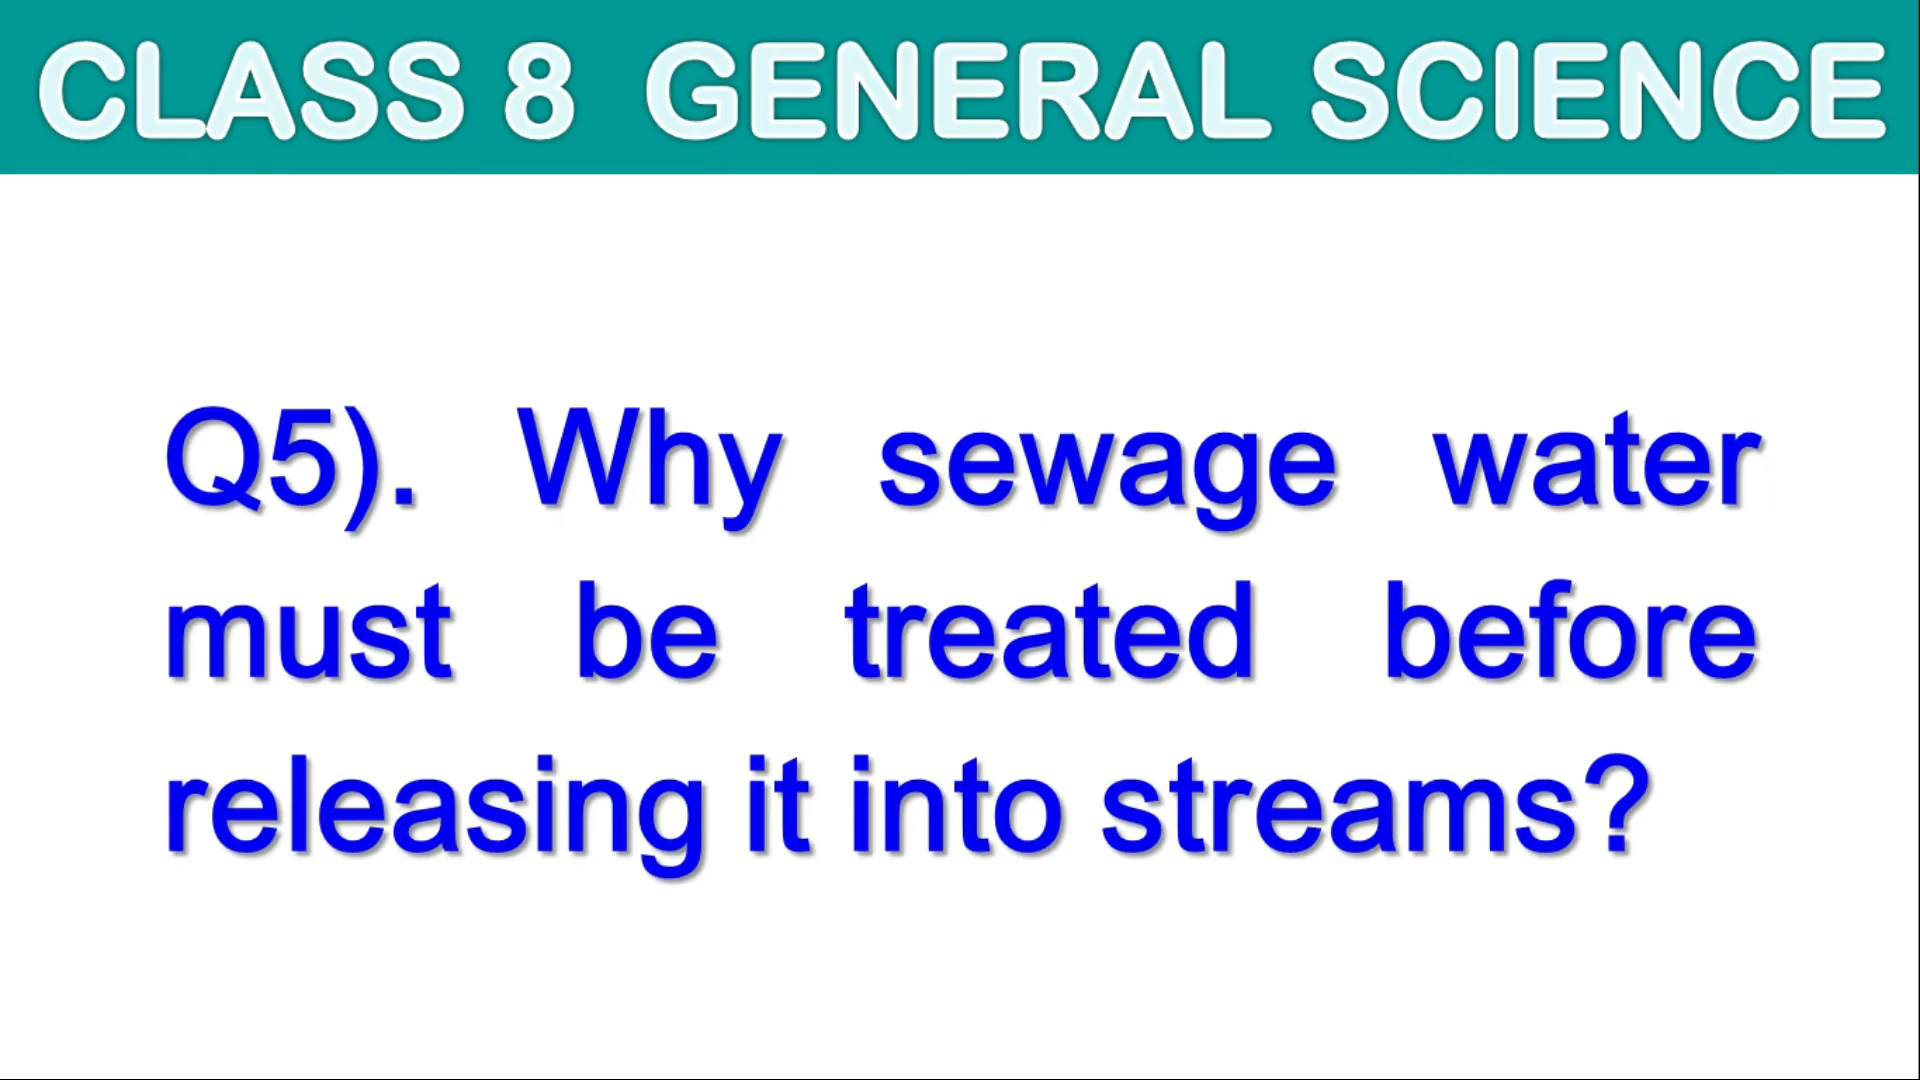 CLASS 8 GENERAL SCIENCE
Q5). Why sewage water
must be treated before
releasing it into streams?